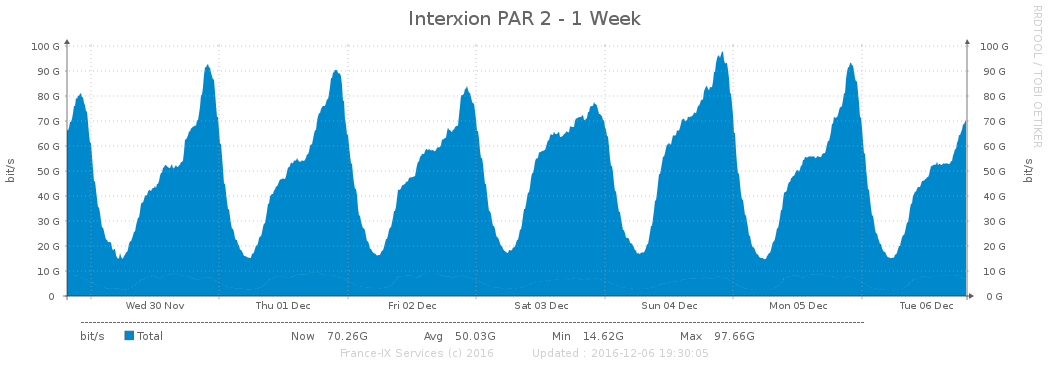 Interxion PAR 2 - 1 Week
RRDTOOL / TOBI OETIKER
bit/s
100 G
90 G
80 G
70 G
60 G
50 G
40 G
30 G
20 G
10 G
0
100 G
90 G
80 G
70 G
60 G
50 G
40 G
30 G
20 G
10 G
0 G
bit/s
Wed 30 Nov Thu 01 Dec Fri 02 Dec Sat 03 Dec Sun 04 Dec Mon 05 Dec Tue 06 Dec
bit/s Total Now 70.26G Avg 50.03G Min 14.62G Max 97.66G
France-IX Services (c) 2016 Updated : 2016-12-06 19:30:05